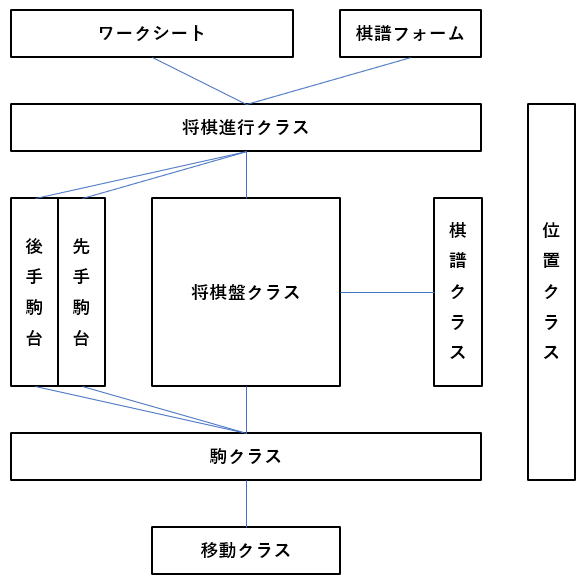 ワークシート
棋譜フォーム
将棋進行クラス
後手駒台
先手駒台
将棋盤クラス
棋譜クラス
位置クラス
駒クラス
移動クラス